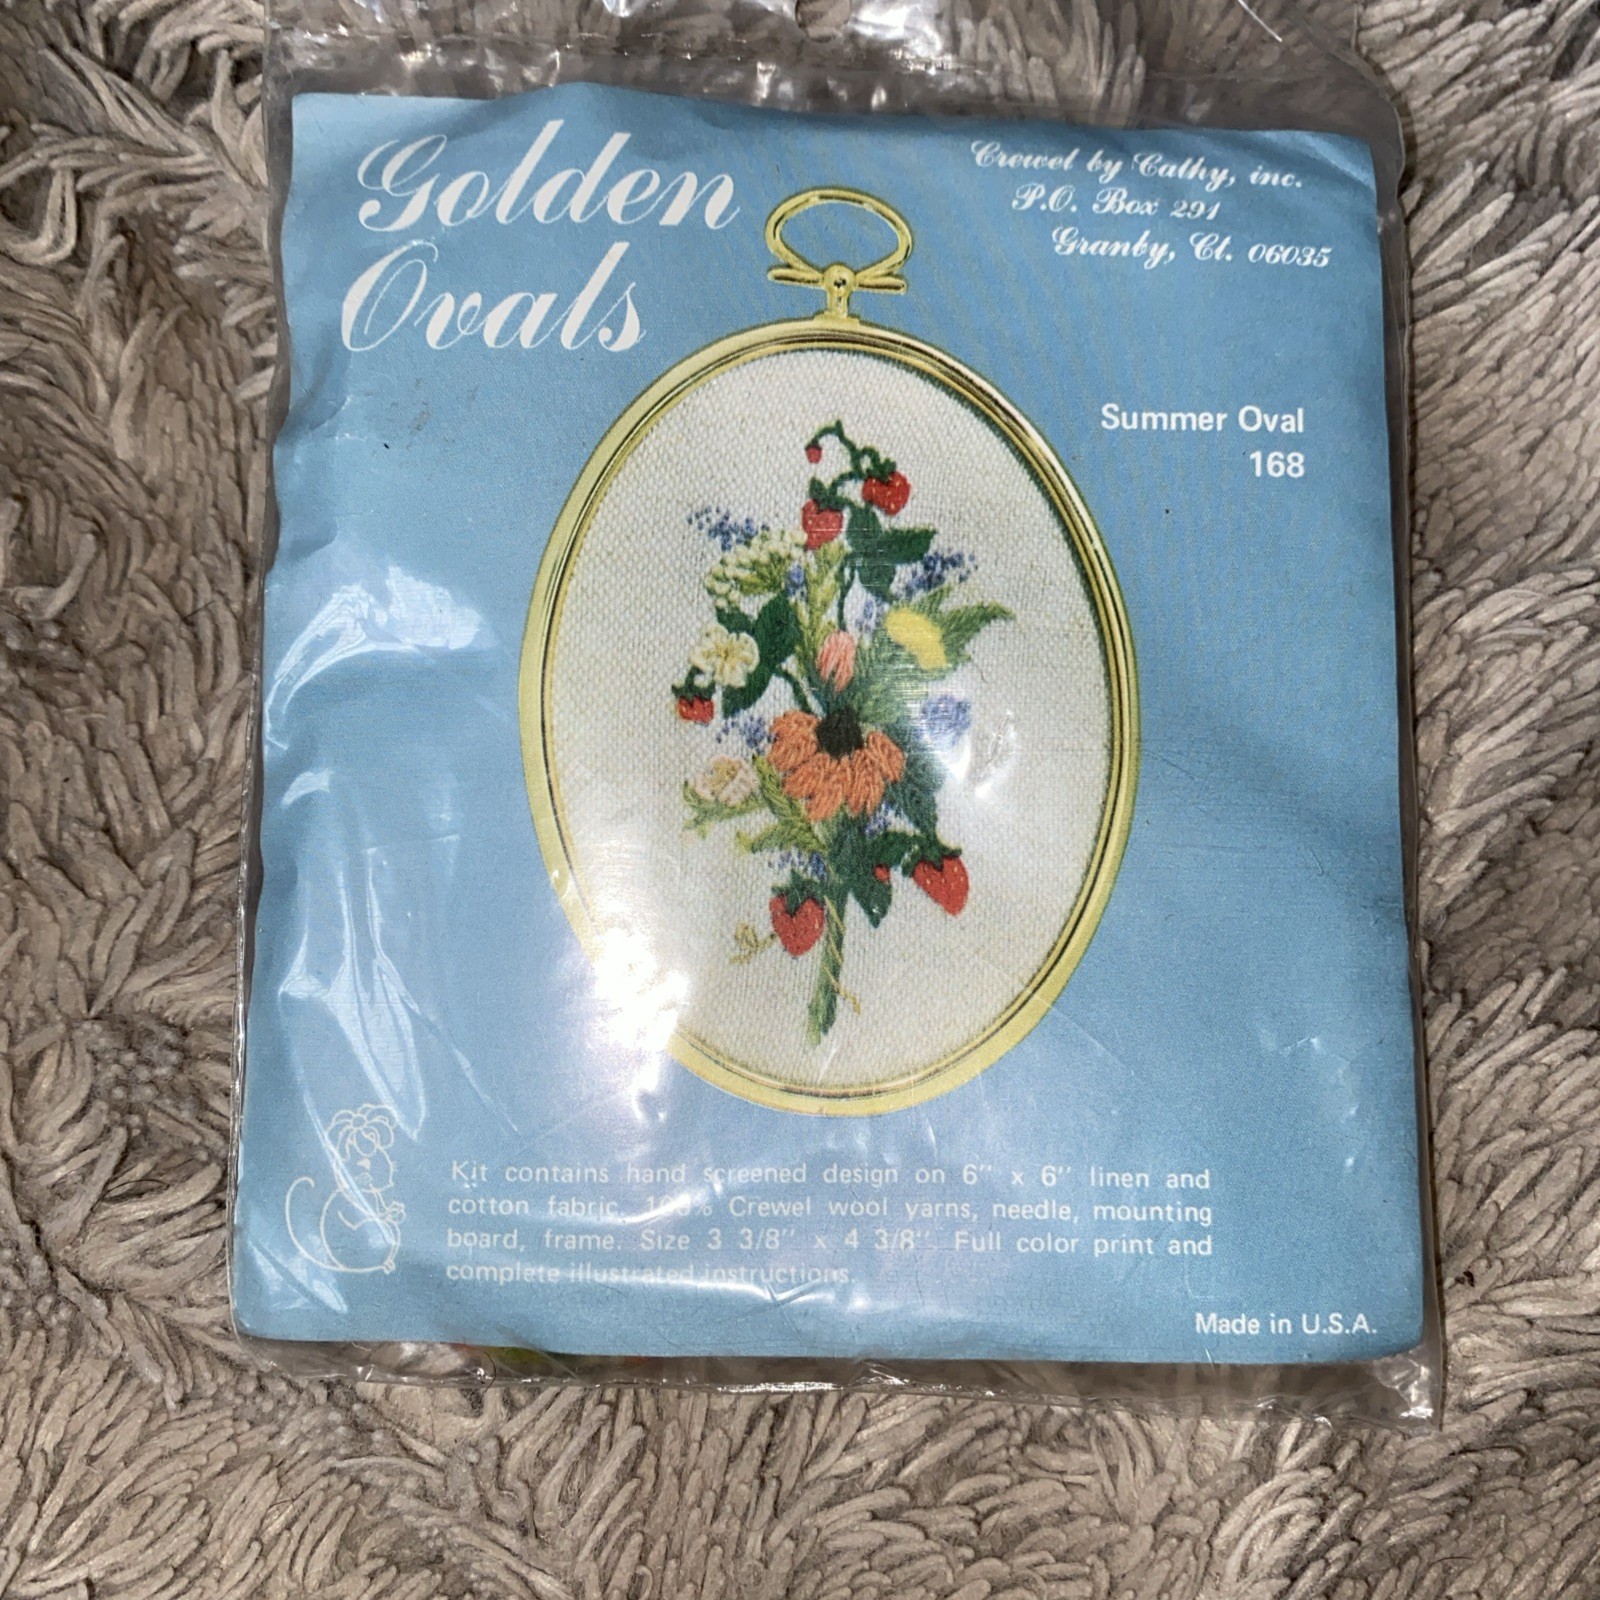 Golden
Ovals
Crewel by Cathy, inc.
P.O. Box 291
Granby, Ct. 06035
Summer Oval
168
Kit contains hand screened design on 6" x 6" linen and
cotton fabric. 100% Crewel wool yarns, needle, mounting
board, frame. Size 3 3/8" x 4 3/8". Full color print and
complete illustrated instructions.
Made in U.S.A.